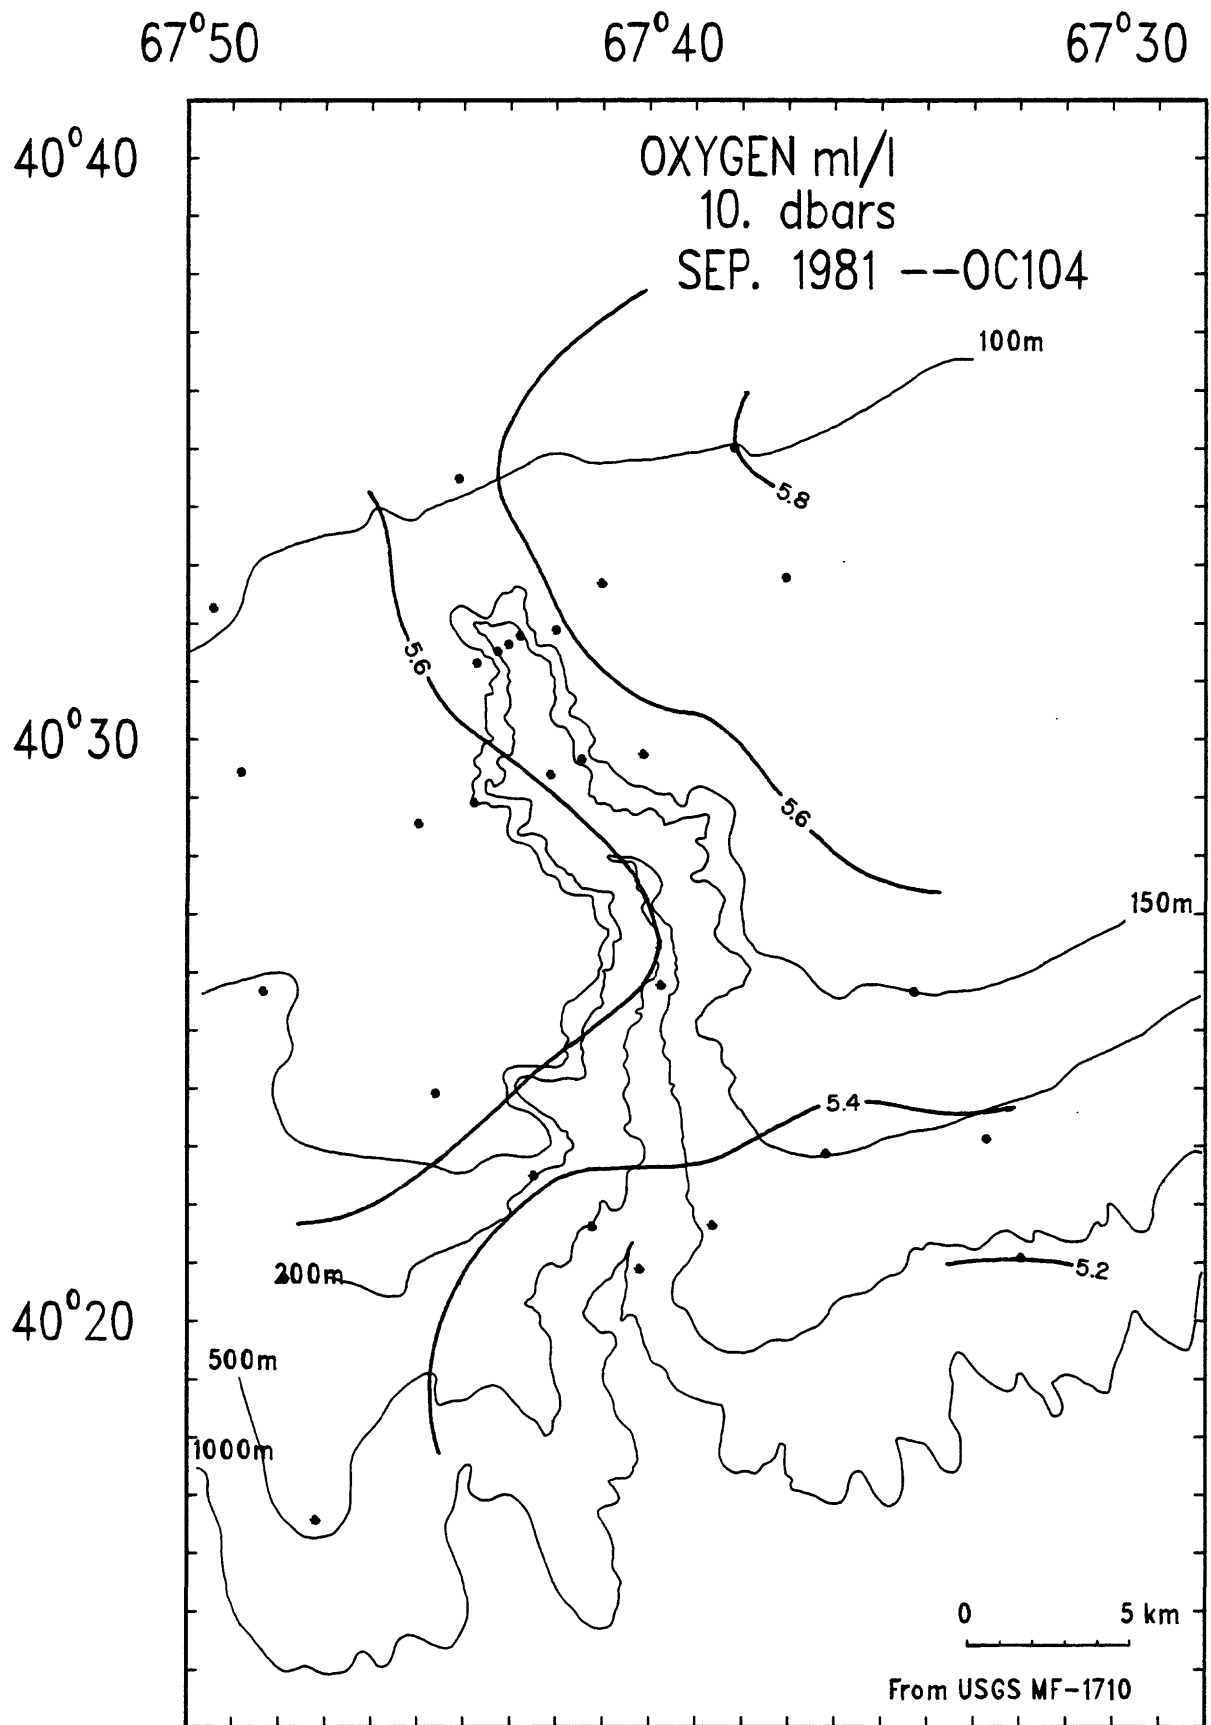 67°50 67°40 67°30
40°40
OXYGEN ml/l
10. dbars
SEP. 1981 --OC104
100m
5.8
5.6
40°30
5.6
150m
5.4
200m
5.2
40°20
500m
1000m
0 5 km
From USGS MF-1710